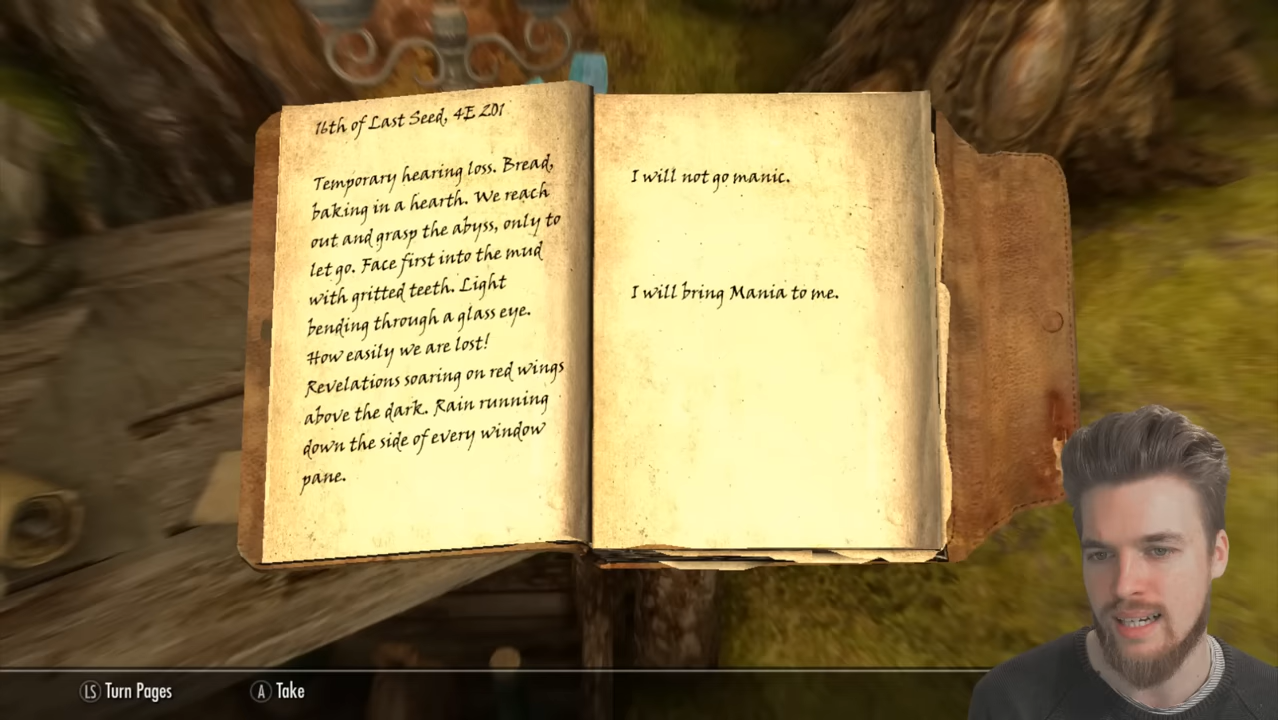 16th of Last Seed, 4E 201
Temporary hearing loss. Bread,
baking in a hearth. We reach
out and grasp the abyss, only to
let go. Face first into the mud
with gritted teeth. Light
bending through a glass eye.
How easily we are lost!
Revelations soaring on red wings
above the dark. Rain running
down the side of every window
pane.
I will not go manic.
I will bring Mania to me.
LS Turn Pages
A Take